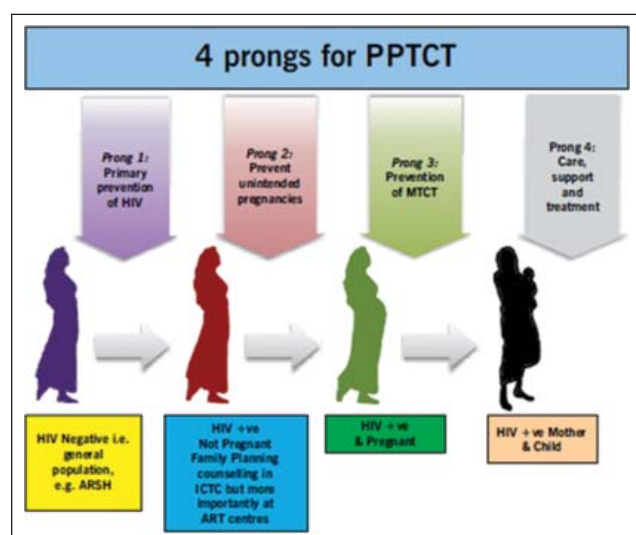 4 prongs for PPTCT
Prong 1:
Primary
prevention
of HIV
Prong 2:
Prevent
unintended
pregnancies
Prong 3:
Prevention
of MTCT
Prong 4:
Care,
support
and
treatment
HIV Negative i.e.
general
population,
e.g. ARSH
HIV +ve
Not Pregnant
Family Planning
counselling in
ICTC but more
importantly at
ART centres
HIV +ve
& Pregnant
HIV +ve Mother
& Child